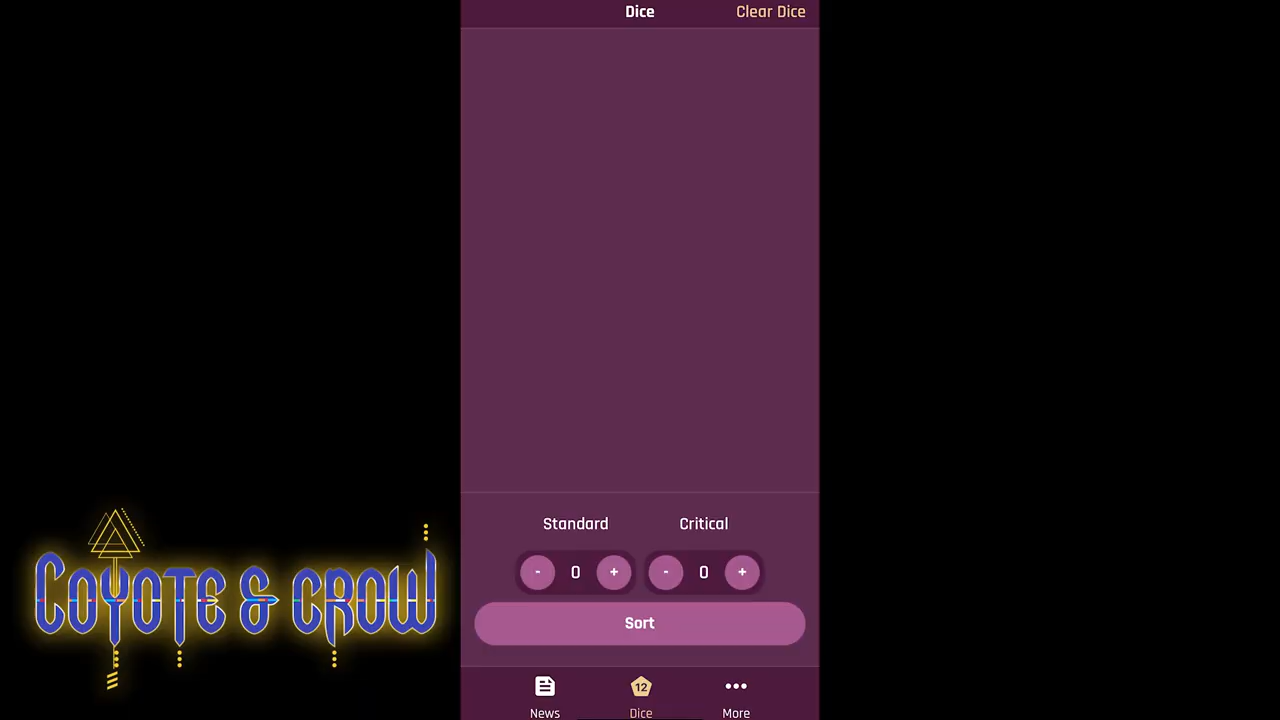 Dice
Clear Dice
Standard
Critical
- 0 +
- 0 +
Sort
12
News
Dice
More
COYOTE & CROW